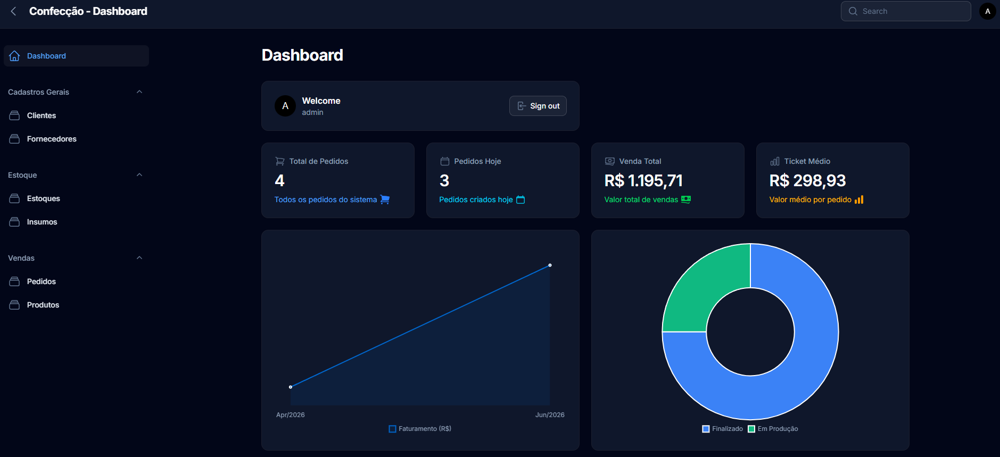 Confecção - Dashboard
Search
A
Dashboard
Cadastros Gerais
Clientes
Fornecedores
Estoque
Estoques
Insumos
Vendas
Pedidos
Produtos
Dashboard
A
Welcome
admin
Sign out
Total de Pedidos
4
Todos os pedidos do sistema
Pedidos Hoje
3
Pedidos criados hoje
Venda Total
R$ 1.195,71
Valor total de vendas
Ticket Médio
R$ 298,93
Valor médio por pedido
Apr/2026
Jun/2026
Faturamento (R$)
Finalizado
Em Produção